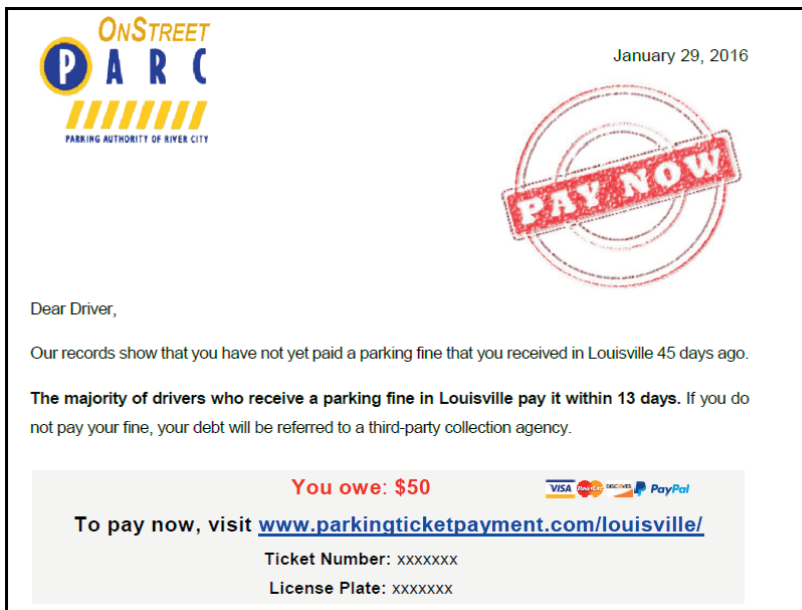 ONSTREET
PARC
PARKING AUTHORITY OF RIVER CITY
January 29, 2016
PAY NOW
Dear Driver,
Our records show that you have not yet paid a parking fine that you received in Louisville 45 days ago.
The majority of drivers who receive a parking fine in Louisville pay it within 13 days. If you do
not pay your fine, your debt will be referred to a third-party collection agency.
You owe: $50 VISA MasterCard DISCOVER PayPal
To pay now, visit www.parkingticketpayment.com/louisville/
Ticket Number: xxxxxxx
License Plate: xxxxxxx